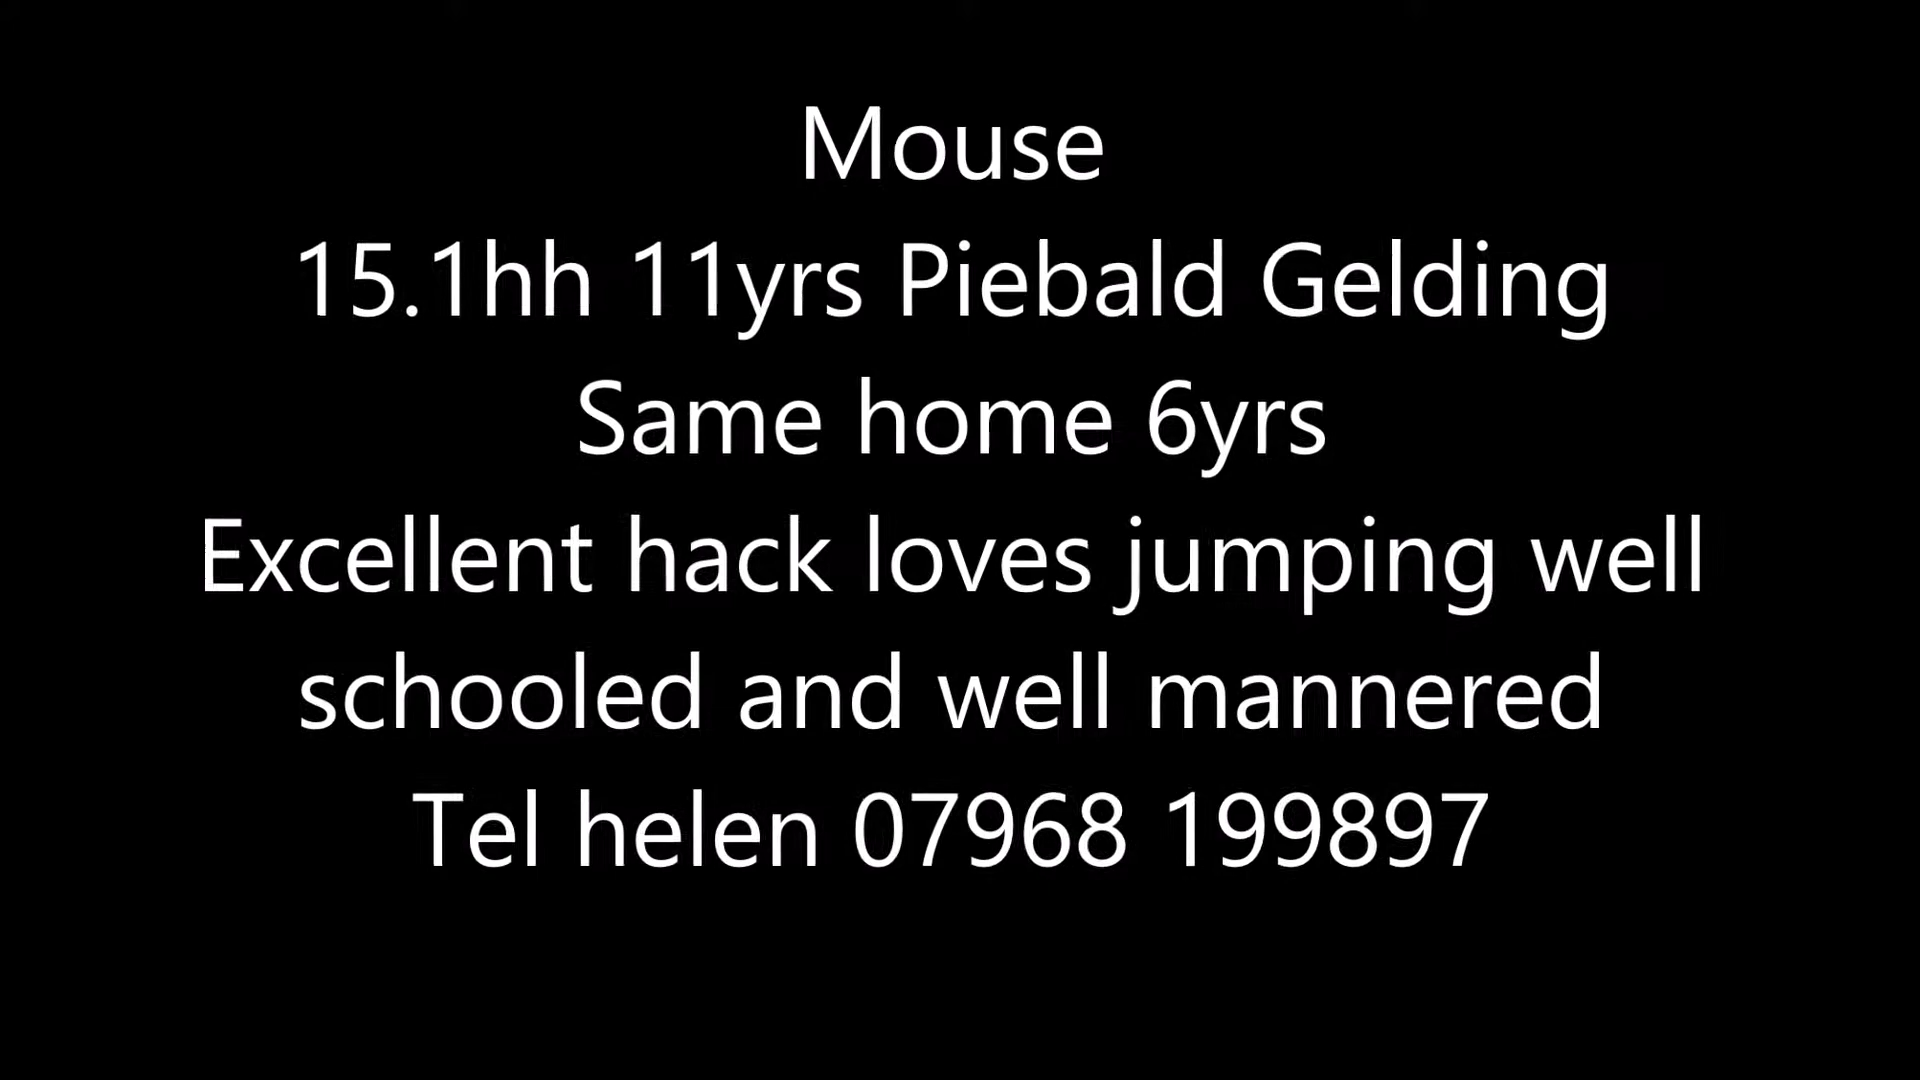 Mouse
15.1hh 11yrs Piebald Gelding
Same home 6yrs
Excellent hack loves jumping well
schooled and well mannered
Tel helen 07968 199897